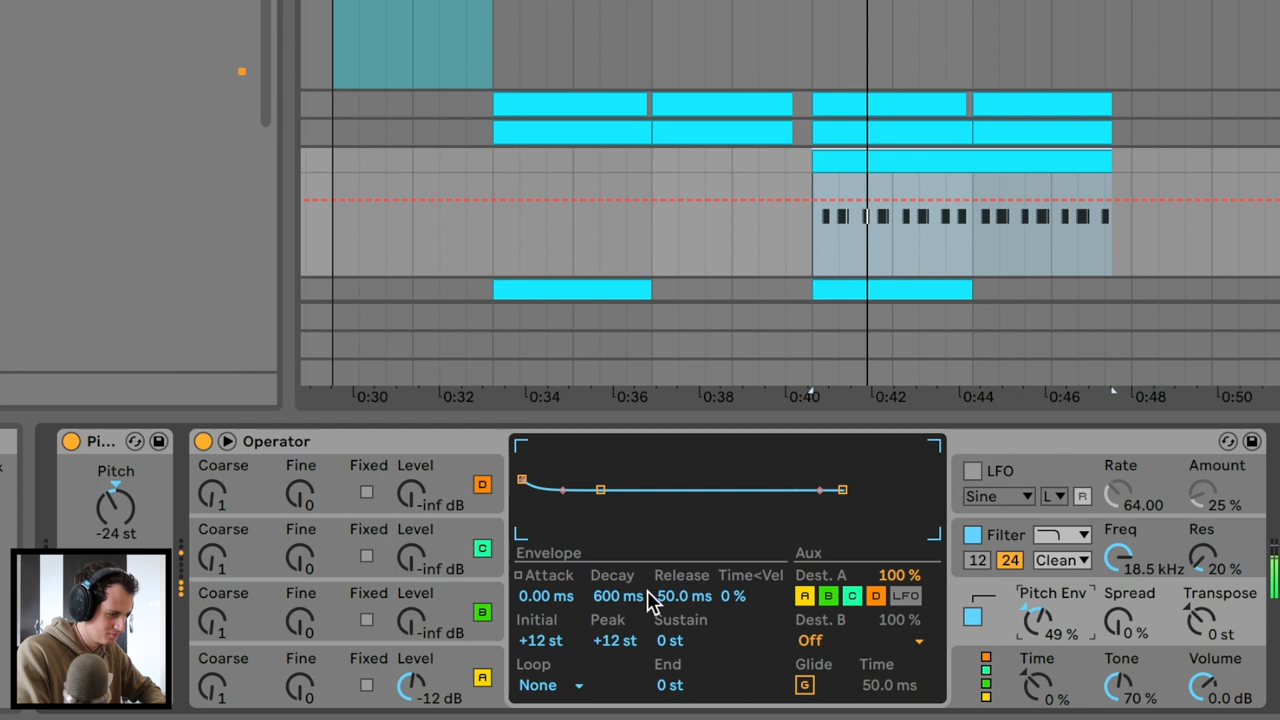 0:30 0:32 0:34 0:36 0:38 0:40 0:42 0:44 0:46 0:48 0:50
Pi...
Pitch
-24 st
Operator
Coarse Fine Fixed Level
1 0 -inf dB D
Coarse Fine Fixed Level
1 0 -inf dB C
Coarse Fine Fixed Level
1 0 -inf dB B
Coarse Fine Fixed Level
1 0 -12 dB A
Envelope Aux
Attack Decay Release Time<Vel Dest. A 100 %
0.00 ms 600 ms 50.0 ms 0 % A B C D LFO
Initial Peak Sustain Dest. B 100 %
+12 st +12 st 0 st Off
Loop End Glide Time
None 0 st G 50.0 ms
LFO Rate Amount
Sine L R 64.00 25 %
Filter Freq Res
12 24 Clean 18.5 kHz 20 %
Pitch Env Spread Transpose
49 % 0 % 0 st
Time Tone Volume
0 % 70 % 0.0 dB